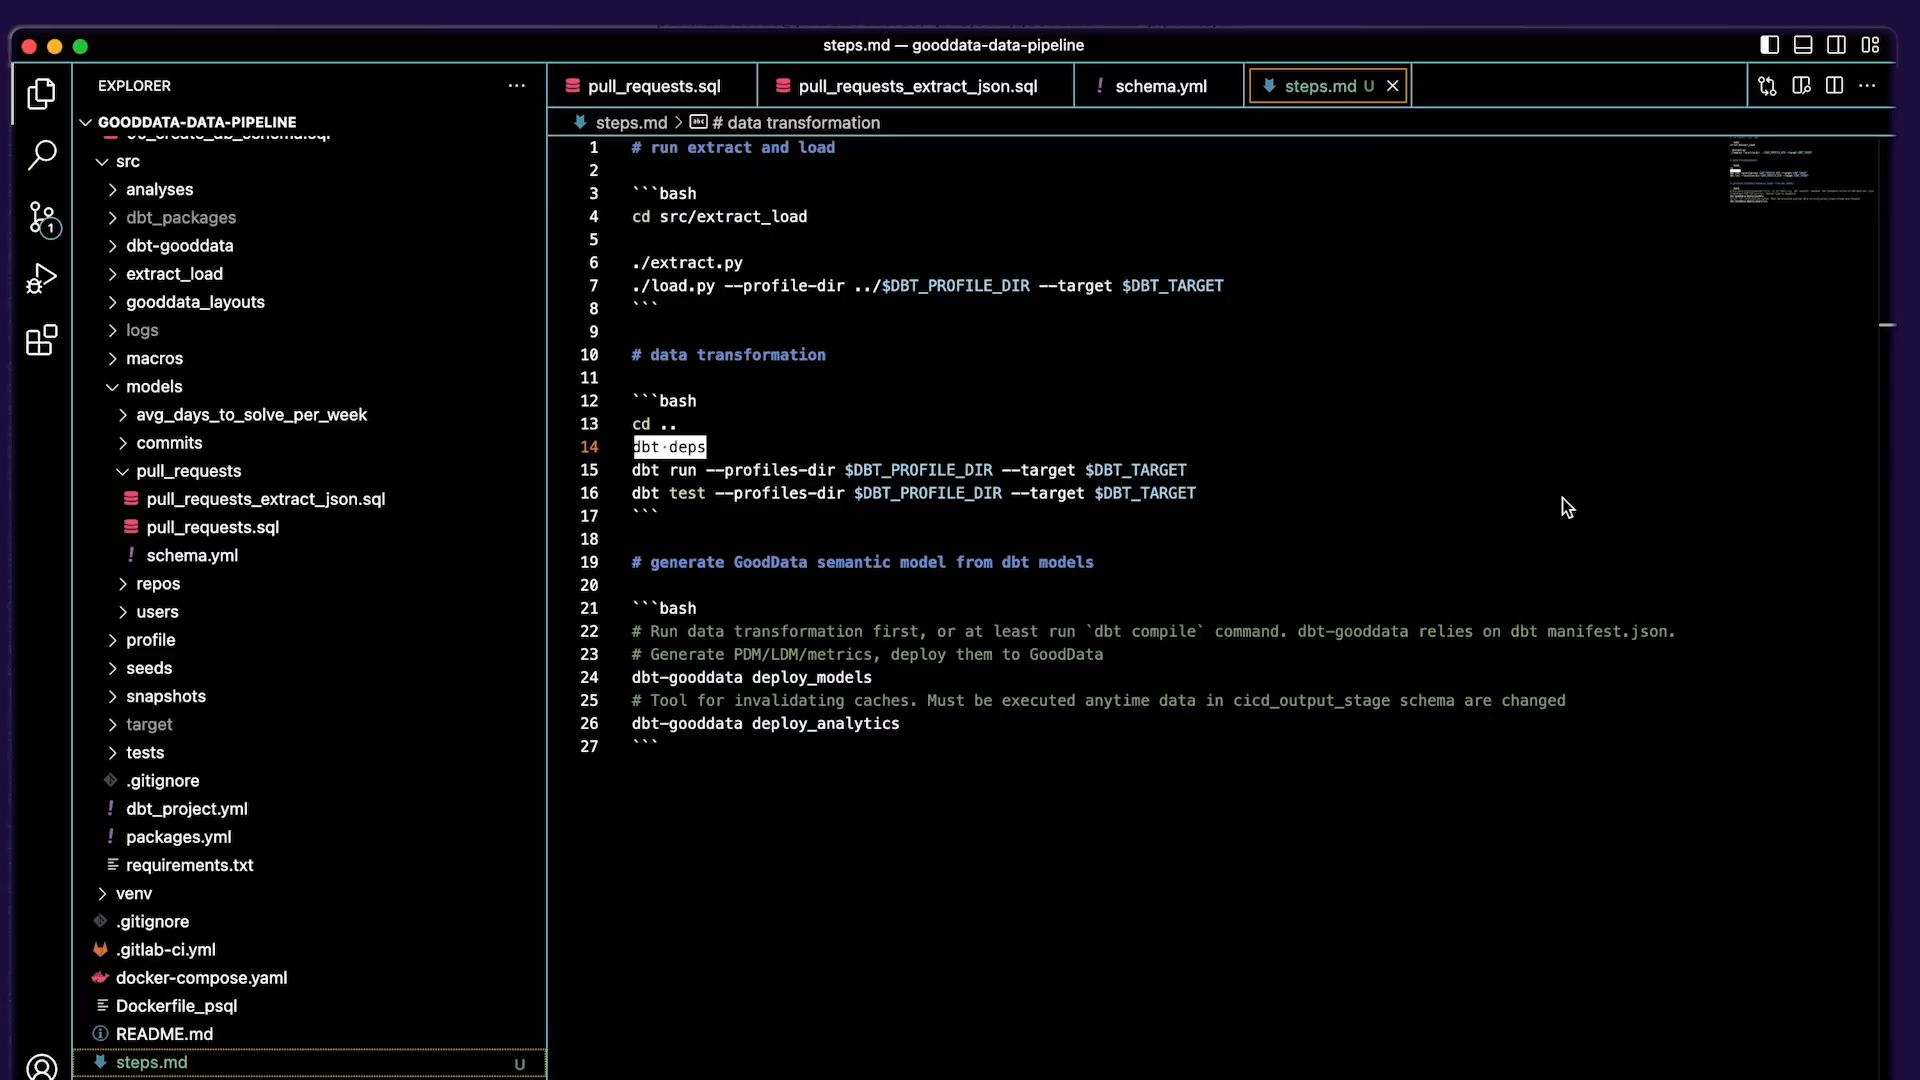 steps.md — gooddata-data-pipeline
EXPLORER
GOODDATA-DATA-PIPELINE
src
analyses
dbt_packages
dbt-gooddata
extract_load
gooddata_layouts
logs
macros
models
avg_days_to_solve_per_week
commits
pull_requests
pull_requests_extract_json.sql
pull_requests.sql
schema.yml
repos
users
profile
seeds
snapshots
target
tests
.gitignore
dbt_project.yml
packages.yml
requirements.txt
venv
.gitignore
.gitlab-ci.yml
docker-compose.yaml
Dockerfile_psql
README.md
steps.md U
1
pull_requests.sql
pull_requests_extract_json.sql
schema.yml
steps.md U
steps.md > # data transformation
1 # run extract and load
2
3 ```bash
4 cd src/extract_load
5
6 ./extract.py
7 ./load.py --profile-dir ../$DBT_PROFILE_DIR --target $DBT_TARGET
8 ```
9
10 # data transformation
11
12 ```bash
13 cd ..
14 dbt deps
15 dbt run --profiles-dir $DBT_PROFILE_DIR --target $DBT_TARGET
16 dbt test --profiles-dir $DBT_PROFILE_DIR --target $DBT_TARGET
17 ```
18
19 # generate GoodData semantic model from dbt models
20
21 ```bash
22 # Run data transformation first, or at least run `dbt compile` command. dbt-gooddata relies on dbt manifest.json.
23 # Generate PDM/LDM/metrics, deploy them to GoodData
24 dbt-gooddata deploy_models
25 # Tool for invalidating caches. Must be executed anytime data in cicd_output_stage schema are changed
26 dbt-gooddata deploy_analytics
27 ```